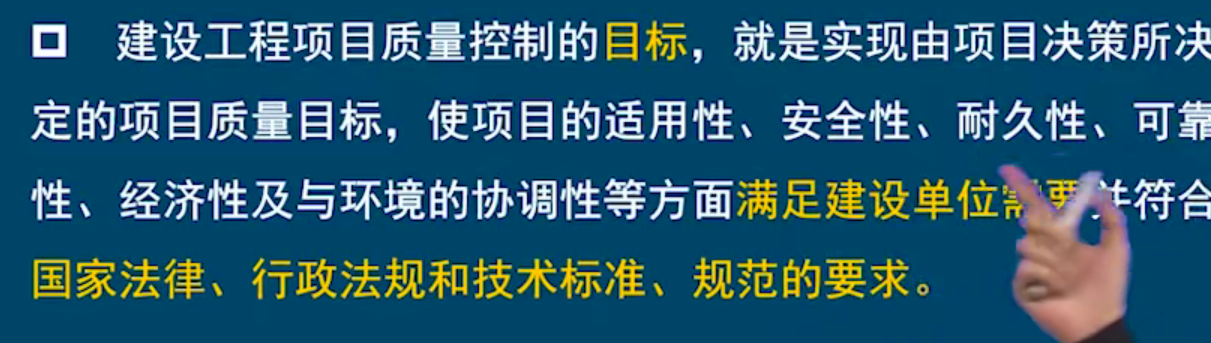 建设工程项目质量控制的目标，就是实现由项目决策所决
定的项目质量目标，使项目的适用性、安全性、耐久性、可靠
性、经济性及与环境的协调性等方面满足建设单位需要并符合
国家法律、行政法规和技术标准、规范的要求。